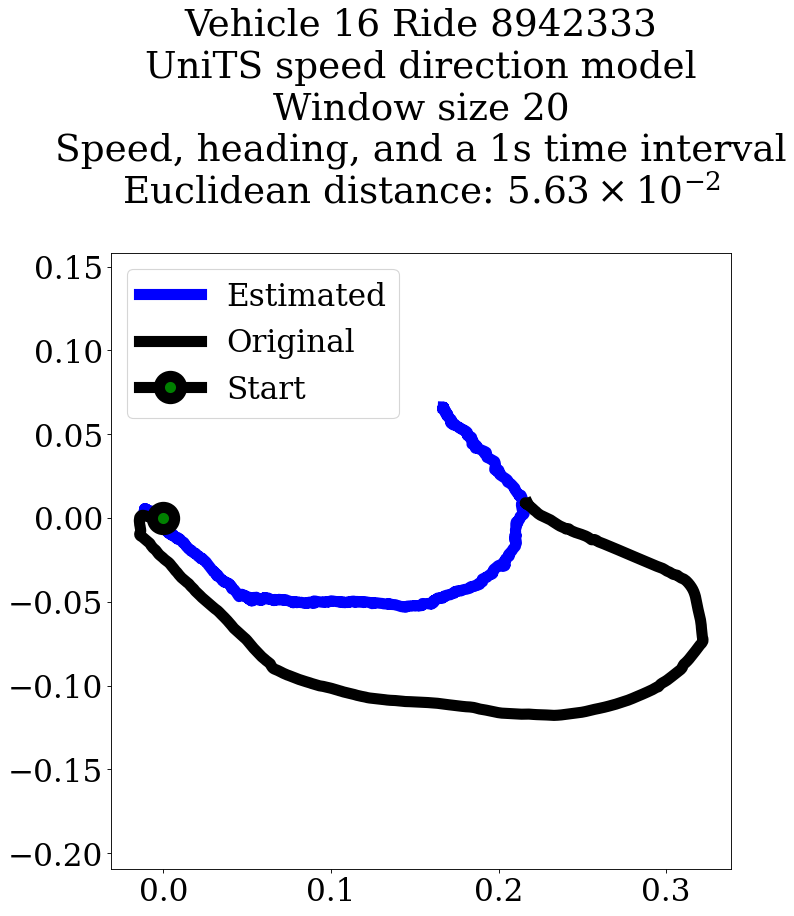 Vehicle 16 Ride 8942333
UniTS speed direction model
Window size 20
Speed, heading, and a 1s time interval
Euclidean distance: 5.63 × 10⁻²
0.15
Estimated
0.10
Original
Start
0.05
0.00
−0.05
−0.10
−0.15
−0.20
0.0 0.1 0.2 0.3